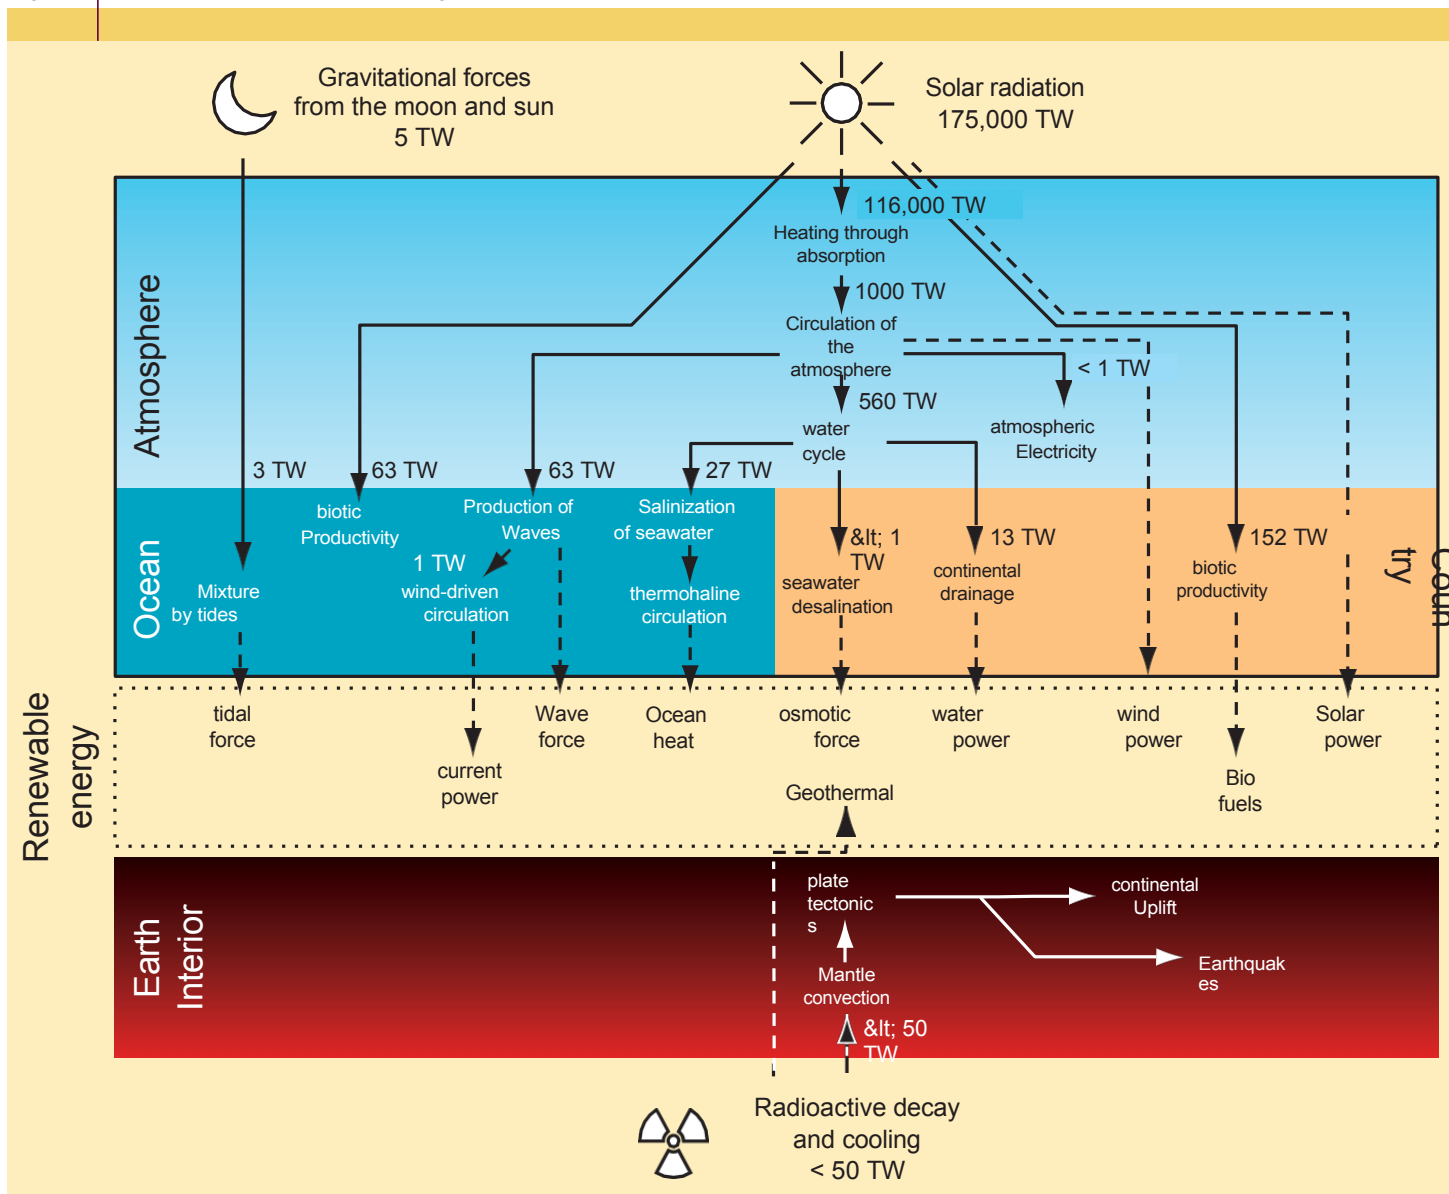 Gravitational forces
from the moon and sun
5 TW
Solar radiation
175,000 TW
Atmosphere
116,000 TW
Heating through
absorption
1000 TW
Circulation of
the
atmosphere
< 1 TW
560 TW
atmospheric
Electricity
water
cycle
3 TW
63 TW
63 TW
27 TW
Ocean
biotic
Productivity
Production of
Waves
Salinization
of seawater
&lt; 1
TW
13 TW
152 TW
Coun
try
1 TW
Mixture
by tides
wind-driven
circulation
thermohaline
circulation
seawater
desalination
continental
drainage
biotic
productivity
Renewable
energy
tidal
force
Wave
force
Ocean
heat
osmotic
force
water
power
wind
power
Solar
power
current
power
Geothermal
Bio
fuels
Earth
Interior
plate
tectonic
s
continental
Uplift
Earthquak
es
Mantle
convection
&lt; 50
TW
Radioactive decay
and cooling
< 50 TW